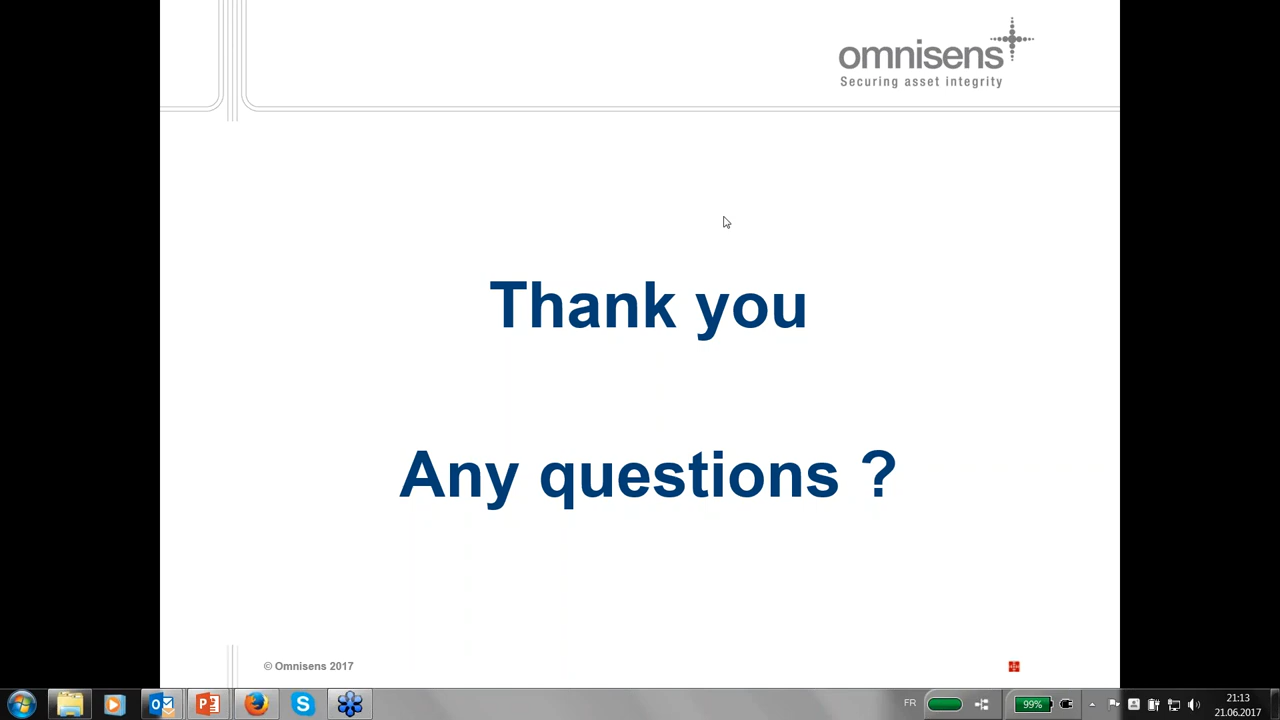 omnisens
Securing asset integrity
Thank you
Any questions ?
© Omnisens 2017
FR
99%
21:13
21.06.2017